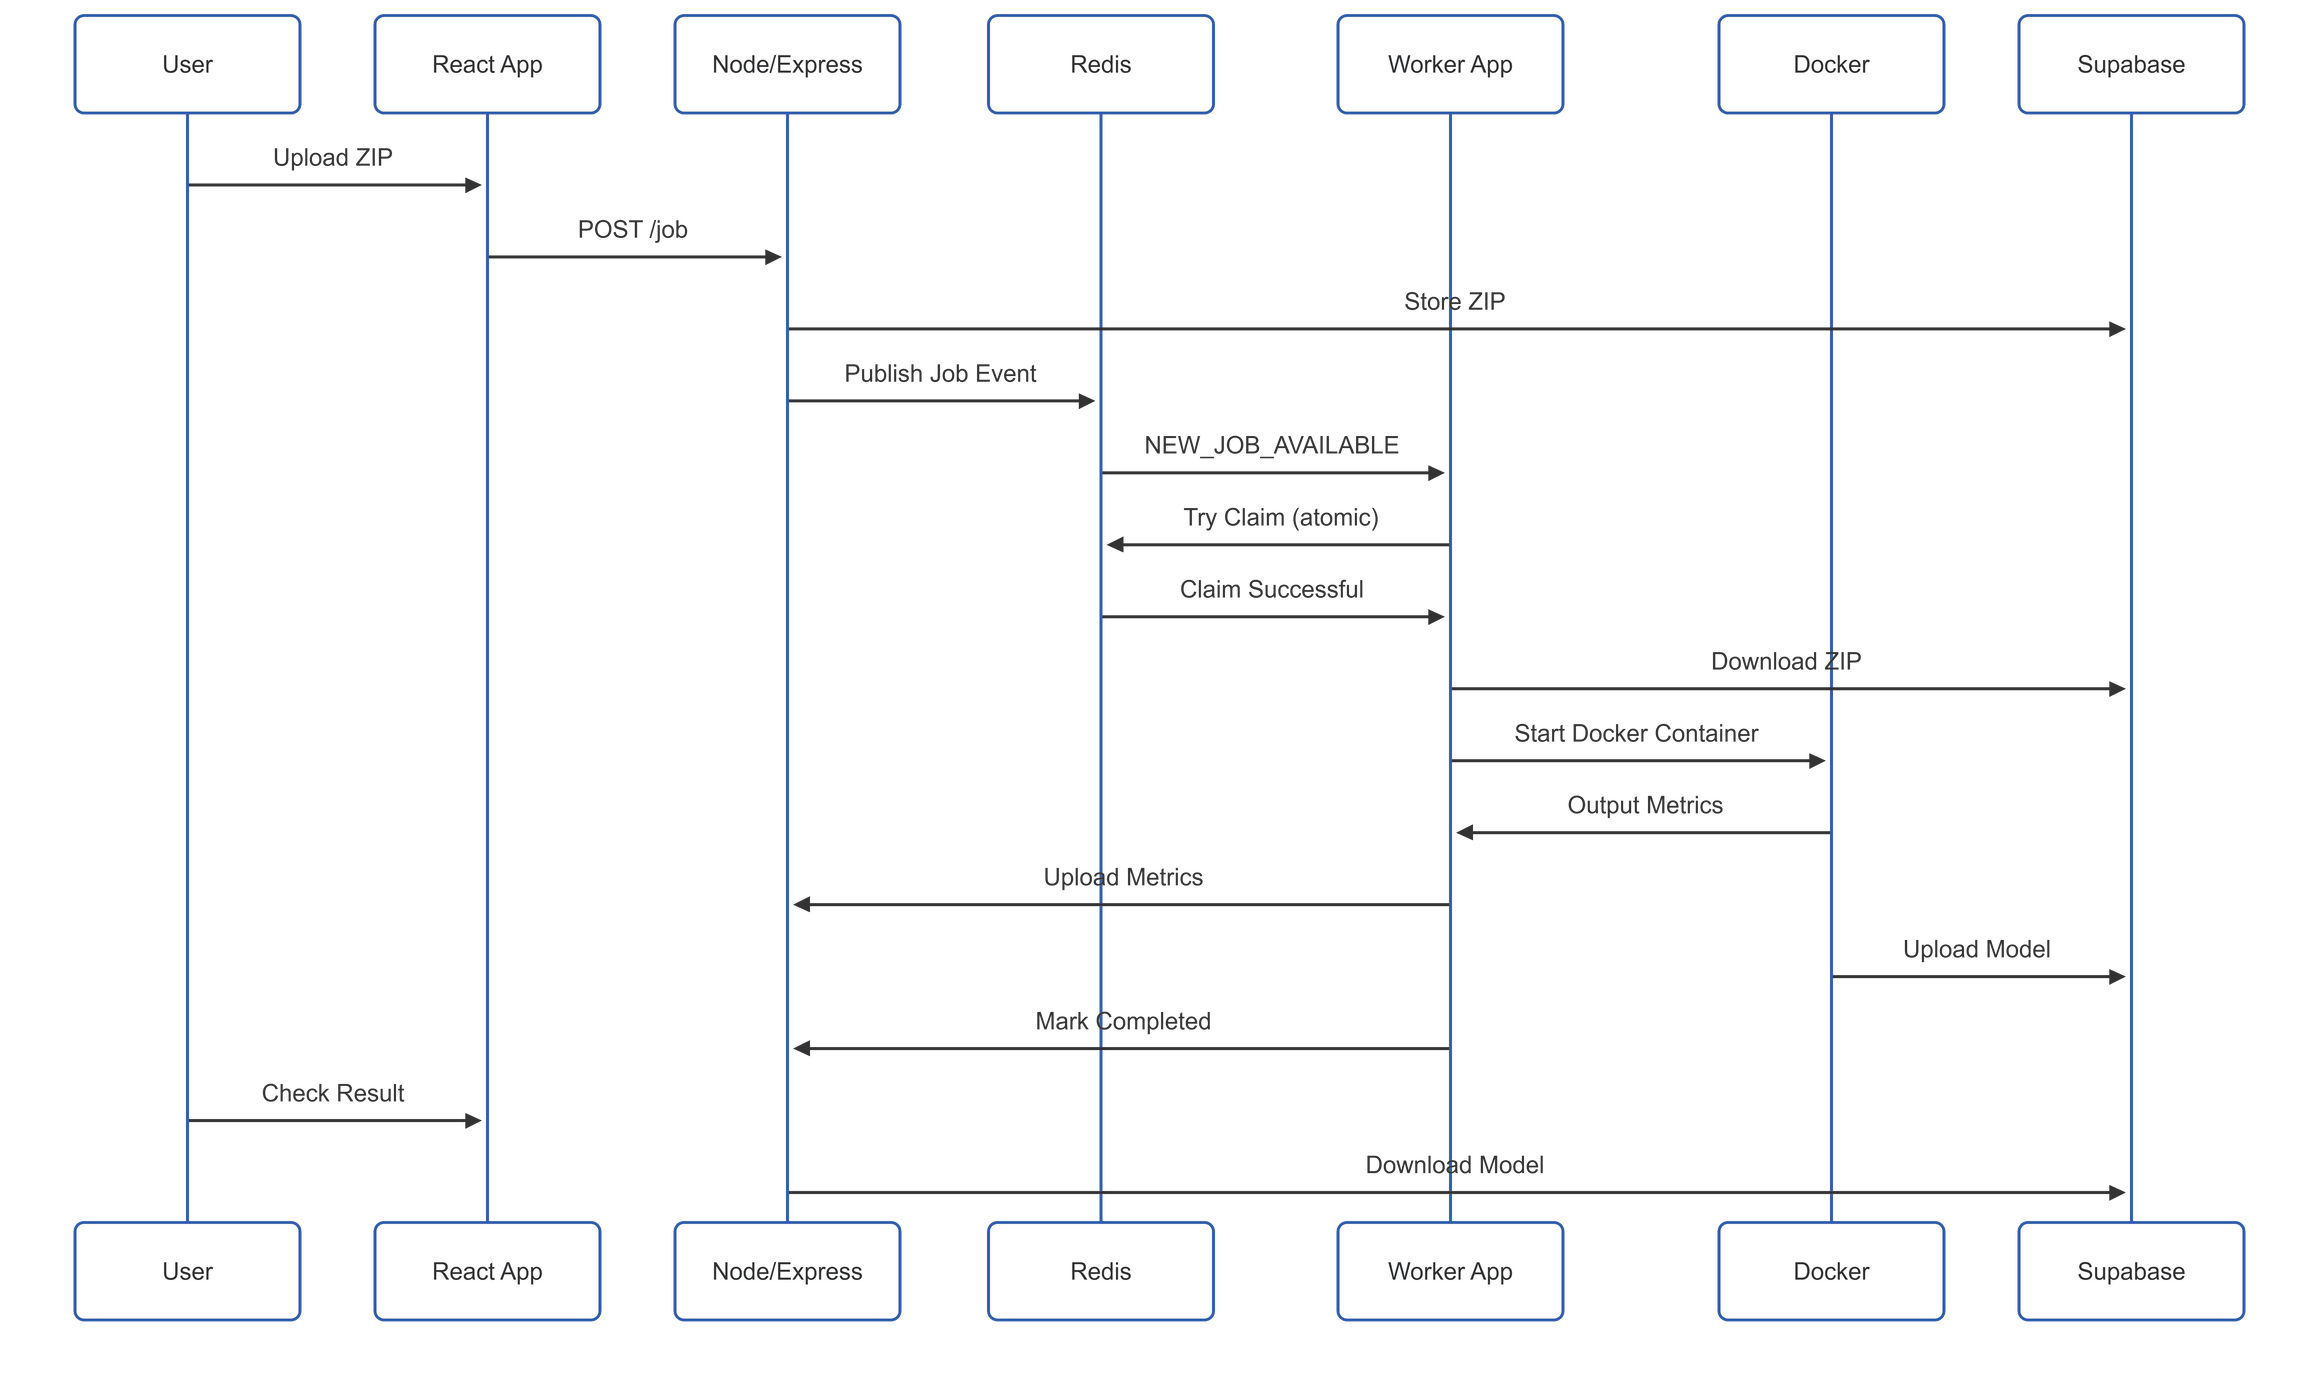 User
React App
Node/Express
Redis
Worker App
Docker
Supabase
Upload ZIP
POST /job
Store ZIP
Publish Job Event
NEW_JOB_AVAILABLE
Try Claim (atomic)
Claim Successful
Download ZIP
Start Docker Container
Output Metrics
Upload Metrics
Upload Model
Mark Completed
Check Result
Download Model
User
React App
Node/Express
Redis
Worker App
Docker
Supabase